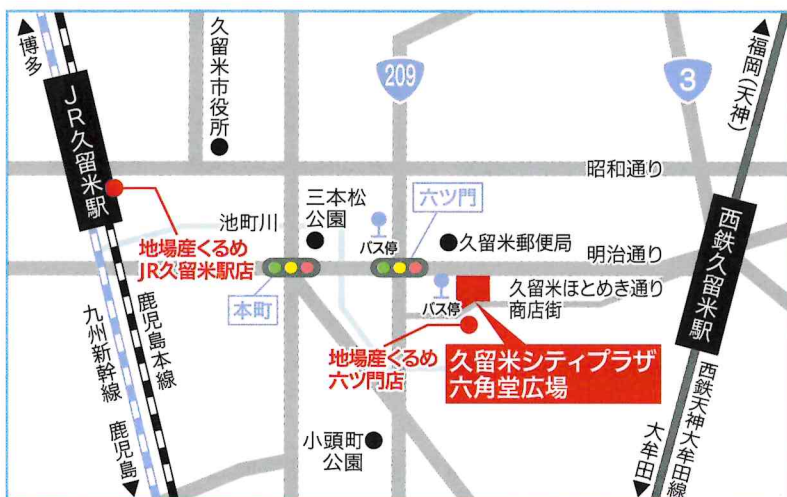 博多
久留米市役所
209
3
福岡(天神)
JR久留米駅
昭和通り
三本松
公園
六ツ門
池町川
バス停
久留米郵便局
明治通り
西鉄久留米駅
地場産くるめ
JR久留米駅店
本町
バス停
久留米ほとめき通り
商店街
地場産くるめ
六ツ門店
久留米シティプラザ
六角堂広場
九州新幹線
鹿児島本線
鹿児島
小頭町
公園
大牟田
西鉄天神大牟田線